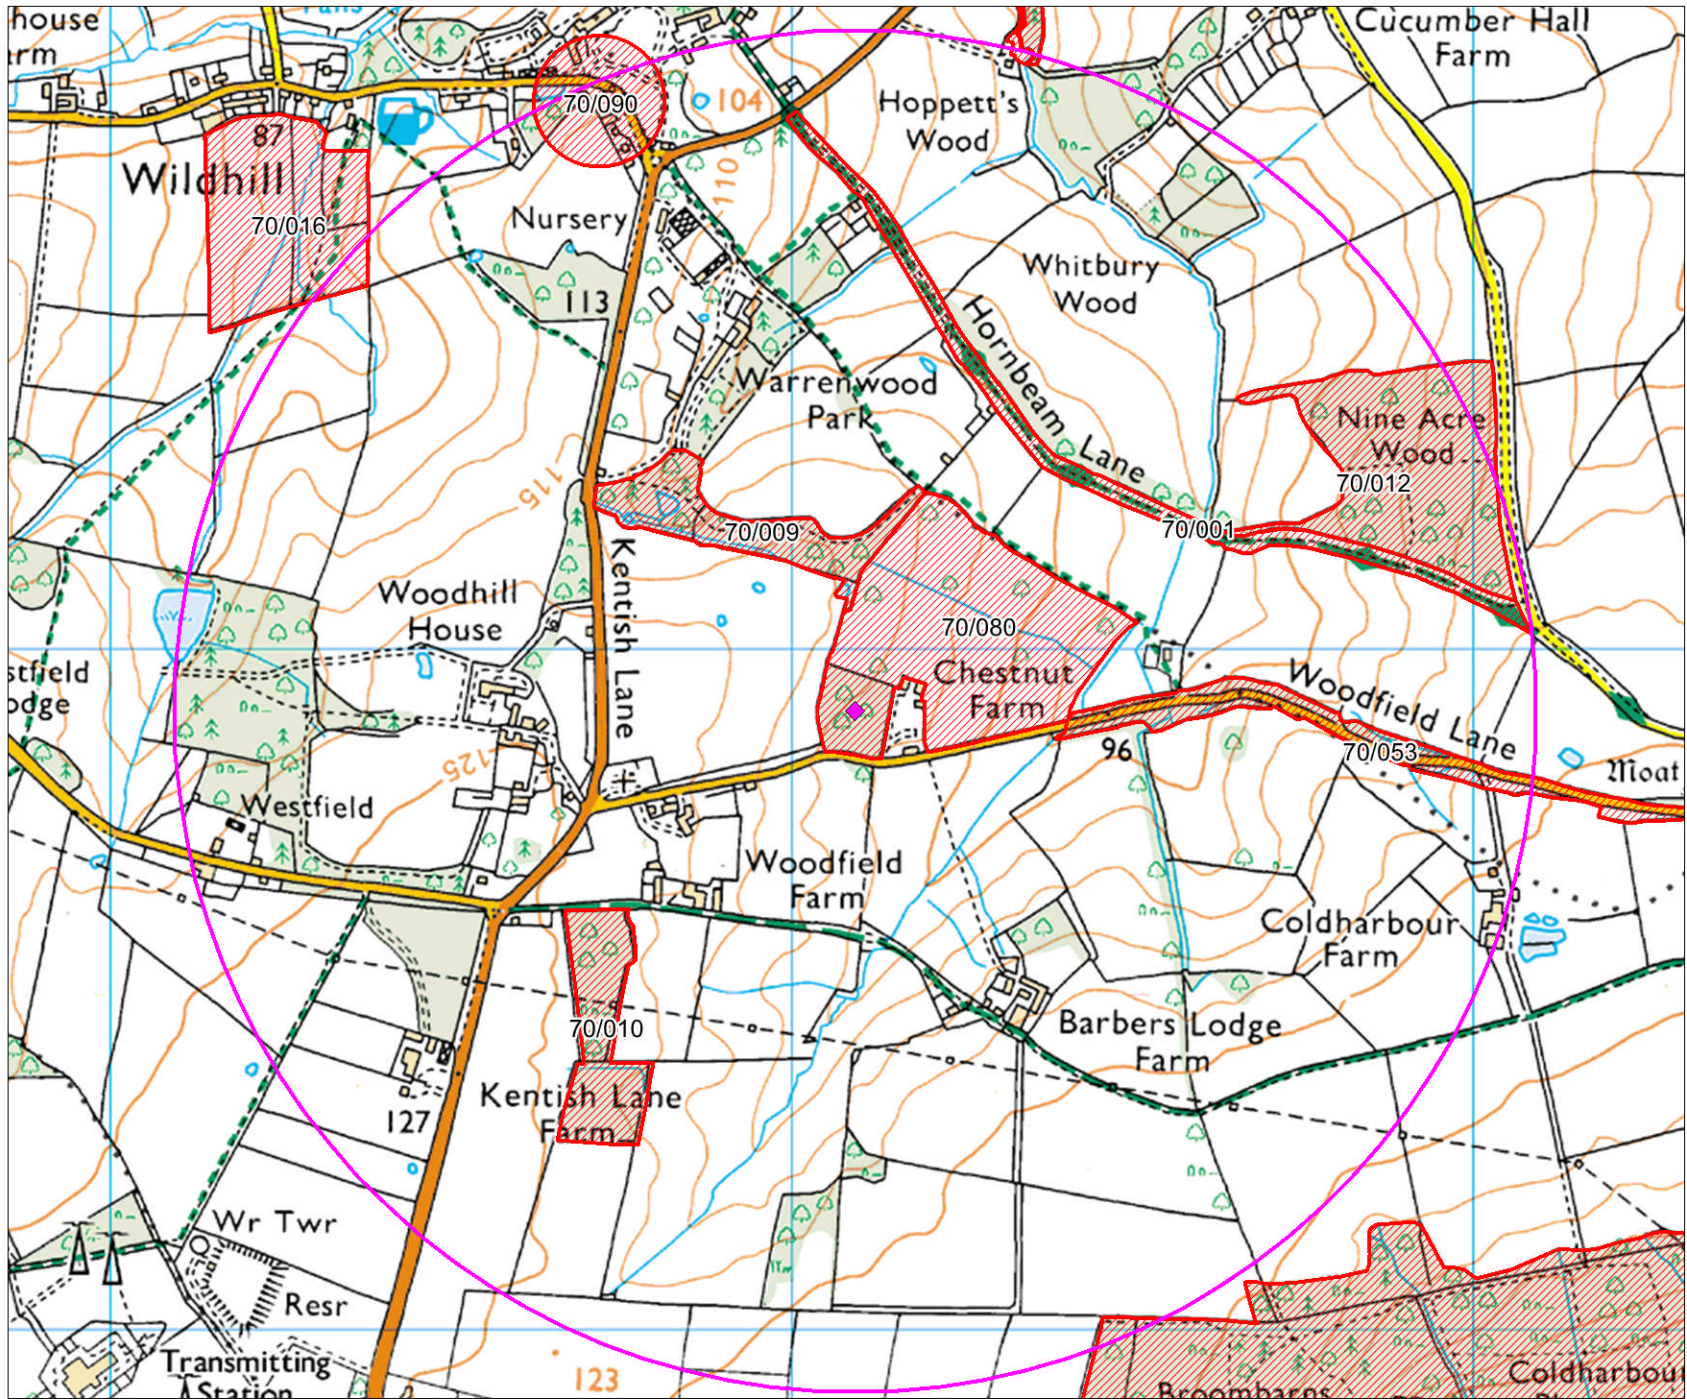 Cucumber Hall
Farm
house
arm
70/090
104
Hoppett's
Wood
87
Wildhill
110
70/016
Nursery
113
Whitbury
Wood
Hornbeam Lane
Warrenwood
Park
Nine Acre
Wood
70/012
115
70/009
70/001
Kentish Lane
Woodhill
House
70/080
Chestnut
Farm
stfield
odge
Woodfield Lane
96
70/053
Moat
125
Westfield
Woodfield
Farm
Coldharbour
Farm
70/010
Barbers Lodge
Farm
Kentish Lane
Farm
127
Wr Twr
Resr
Transmitting
Station
123
Coldharbou
Broombarns